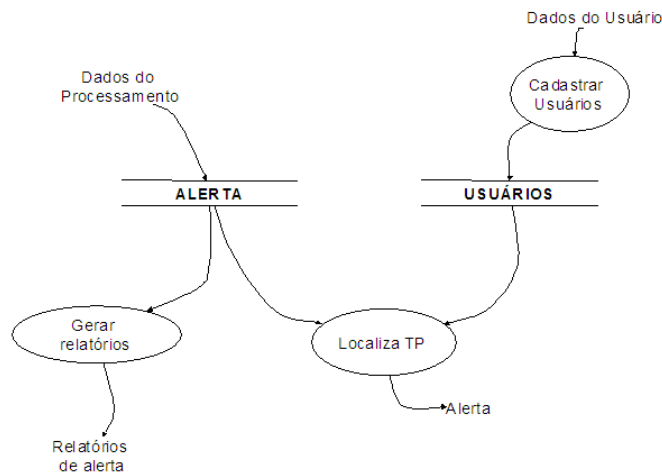 Dados do Usuário
Cadastrar
Usuários
Dados do
Processamento
ALERTA
USUÁRIOS
Gerar
relatórios
Localiza TP
Alerta
Relatórios
de alerta